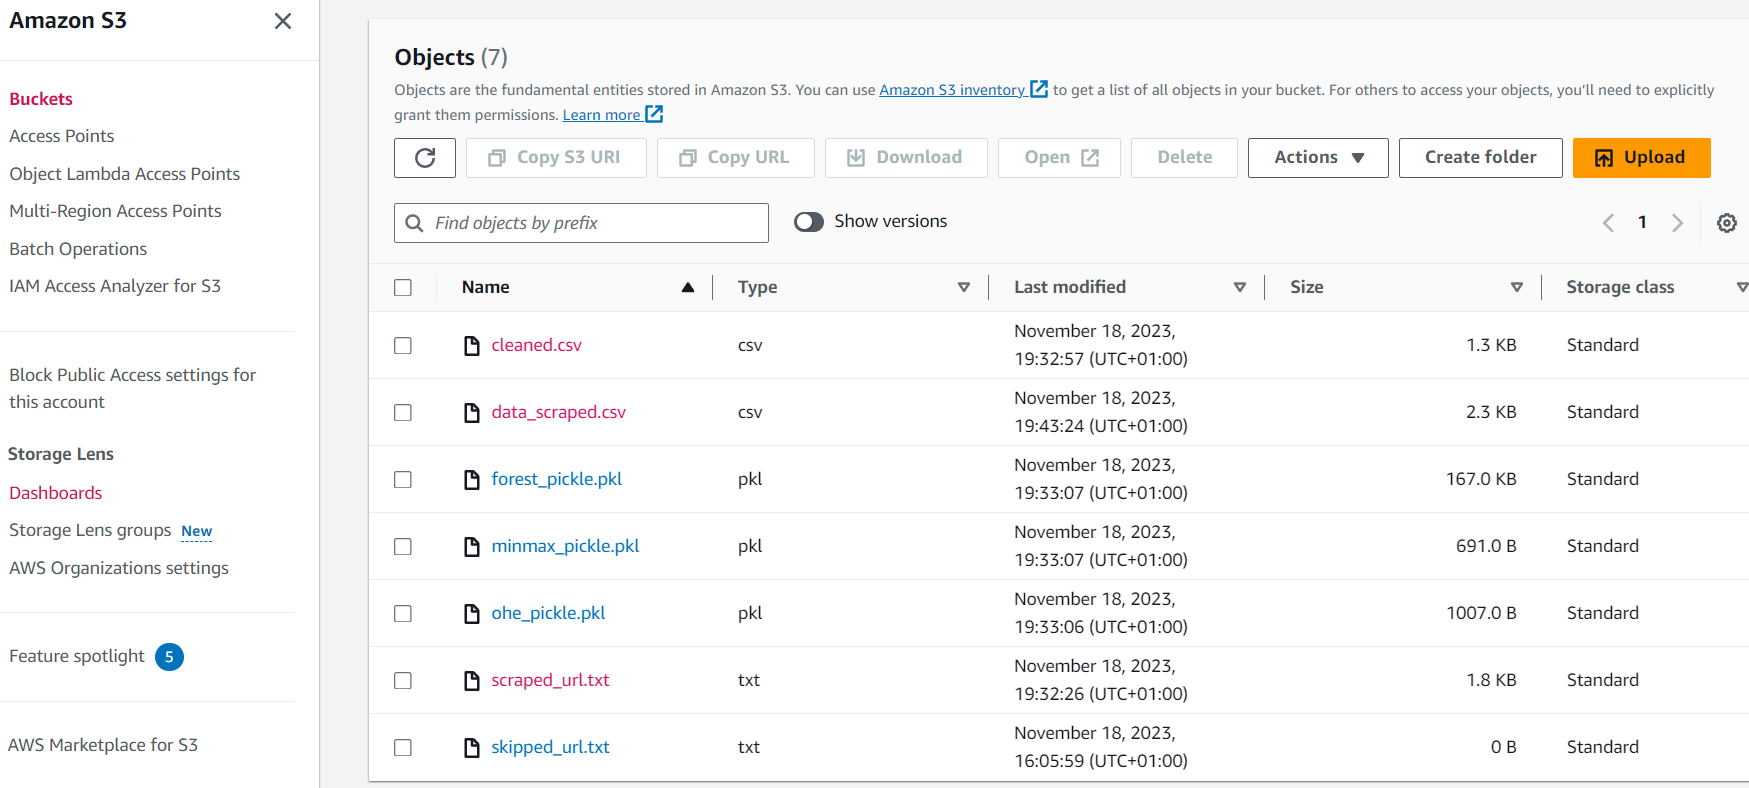 Amazon S3
Buckets
Access Points
Object Lambda Access Points
Multi-Region Access Points
Batch Operations
IAM Access Analyzer for S3
Block Public Access settings for
this account
Storage Lens
Dashboards
Storage Lens groups New
AWS Organizations settings
Feature spotlight 5
AWS Marketplace for S3
Objects (7)
Objects are the fundamental entities stored in Amazon S3. You can use Amazon S3 inventory to get a list of all objects in your bucket. For others to access your objects, you'll need to explicitly
grant them permissions. Learn more
Copy S3 URI Copy URL Download Open Delete Actions Create folder Upload
Find objects by prefix Show versions 1
Name Type Last modified Size Storage class
cleaned.csv csv November 18, 2023, 1.3 KB Standard
19:32:57 (UTC+01:00)
data_scraped.csv csv November 18, 2023, 2.3 KB Standard
19:43:24 (UTC+01:00)
forest_pickle.pkl pkl November 18, 2023, 167.0 KB Standard
19:33:07 (UTC+01:00)
minmax_pickle.pkl pkl November 18, 2023, 691.0 B Standard
19:33:07 (UTC+01:00)
ohe_pickle.pkl pkl November 18, 2023, 1007.0 B Standard
19:33:06 (UTC+01:00)
scraped_url.txt txt November 18, 2023, 1.8 KB Standard
19:32:26 (UTC+01:00)
skipped_url.txt txt November 18, 2023, 0 B Standard
16:05:59 (UTC+01:00)